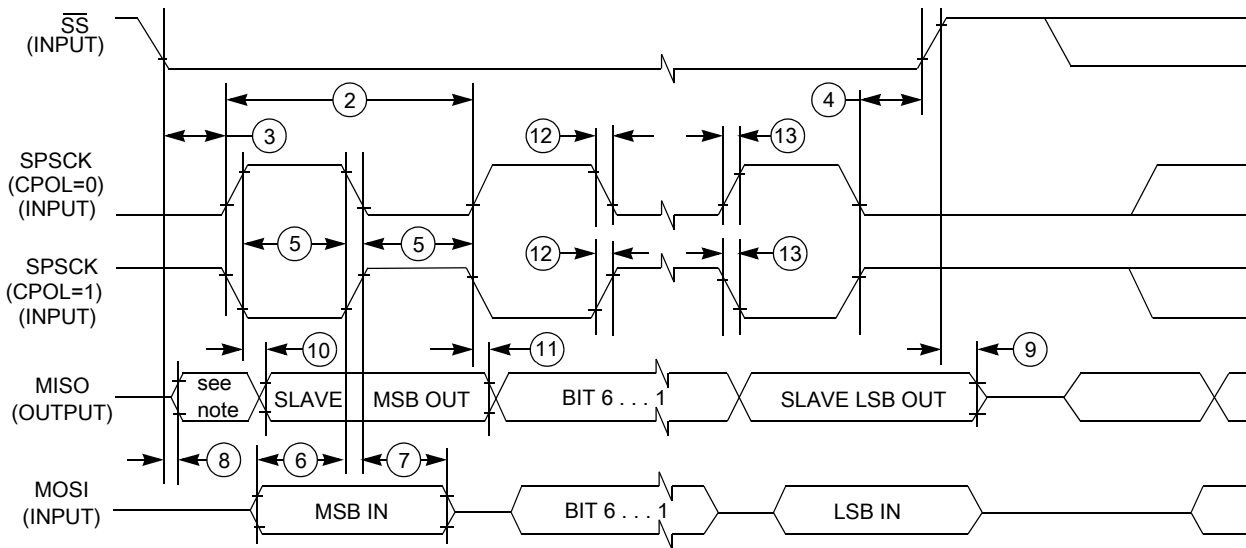 SS
(INPUT)
2
4
3
12
13
SPSCK
(CPOL=0)
(INPUT)
5
5
12
13
SPSCK
(CPOL=1)
(INPUT)
10
11
9
MISO
(OUTPUT)
see
note
SLAVE
MSB OUT
BIT 6 . . . 1
SLAVE LSB OUT
8
6
7
MOSI
(INPUT)
MSB IN
BIT 6 . . . 1
LSB IN